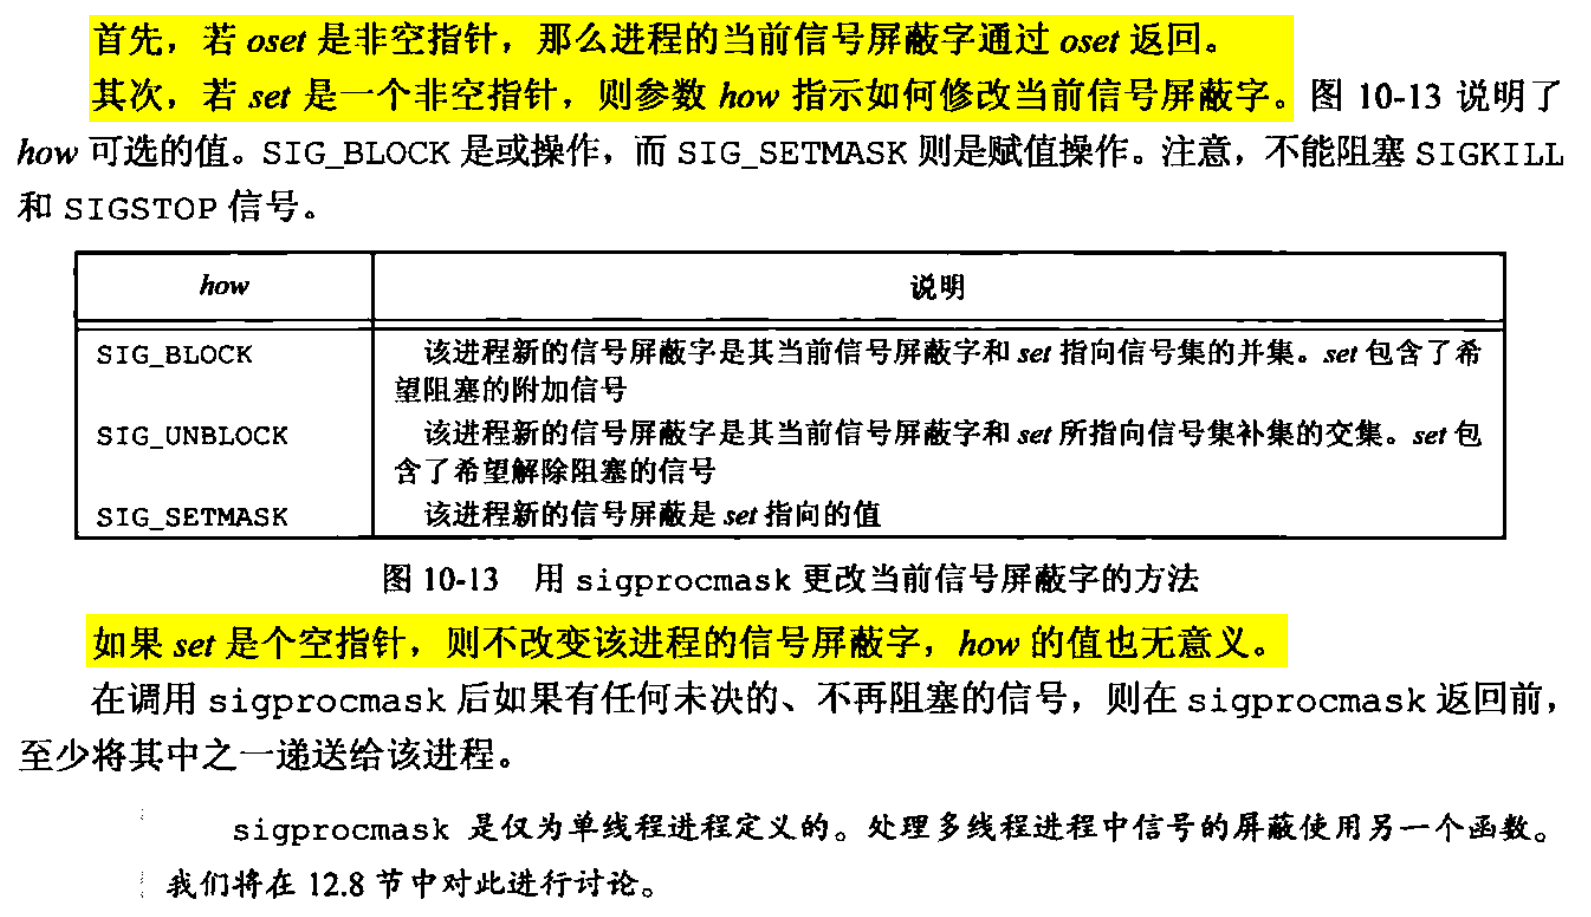 首先，若 oset 是非空指针，那么进程的当前信号屏蔽字通过 oset 返回。
其次，若 set 是一个非空指针，则参数 how 指示如何修改当前信号屏蔽字。图 10-13 说明了
how 可选的值。SIG_BLOCK 是或操作，而 SIG_SETMASK 则是赋值操作。注意，不能阻塞 SIGKILL
和 SIGSTOP 信号。
how 说明
SIG_BLOCK 该进程新的信号屏蔽字是其当前信号屏蔽字和 set 指向信号集的并集。set 包含了希
望阻塞的附加信号
SIG_UNBLOCK 该进程新的信号屏蔽字是其当前信号屏蔽字和 set 所指向信号集补集的交集。set 包
含了希望解除阻塞的信号
SIG_SETMASK 该进程新的信号屏蔽是 set 指向的值
图 10-13 用 sigprocmask 更改当前信号屏蔽字的方法
如果 set 是个空指针，则不改变该进程的信号屏蔽字，how 的值也无意义。
在调用 sigprocmask 后如果有任何未决的、不再阻塞的信号，则在 sigprocmask 返回前，
至少将其中之一递送给该进程。
sigprocmask 是仅为单线程进程定义的。处理多线程进程中信号的屏蔽使用另一个函数。
我们将在 12.8 节中对此进行讨论。